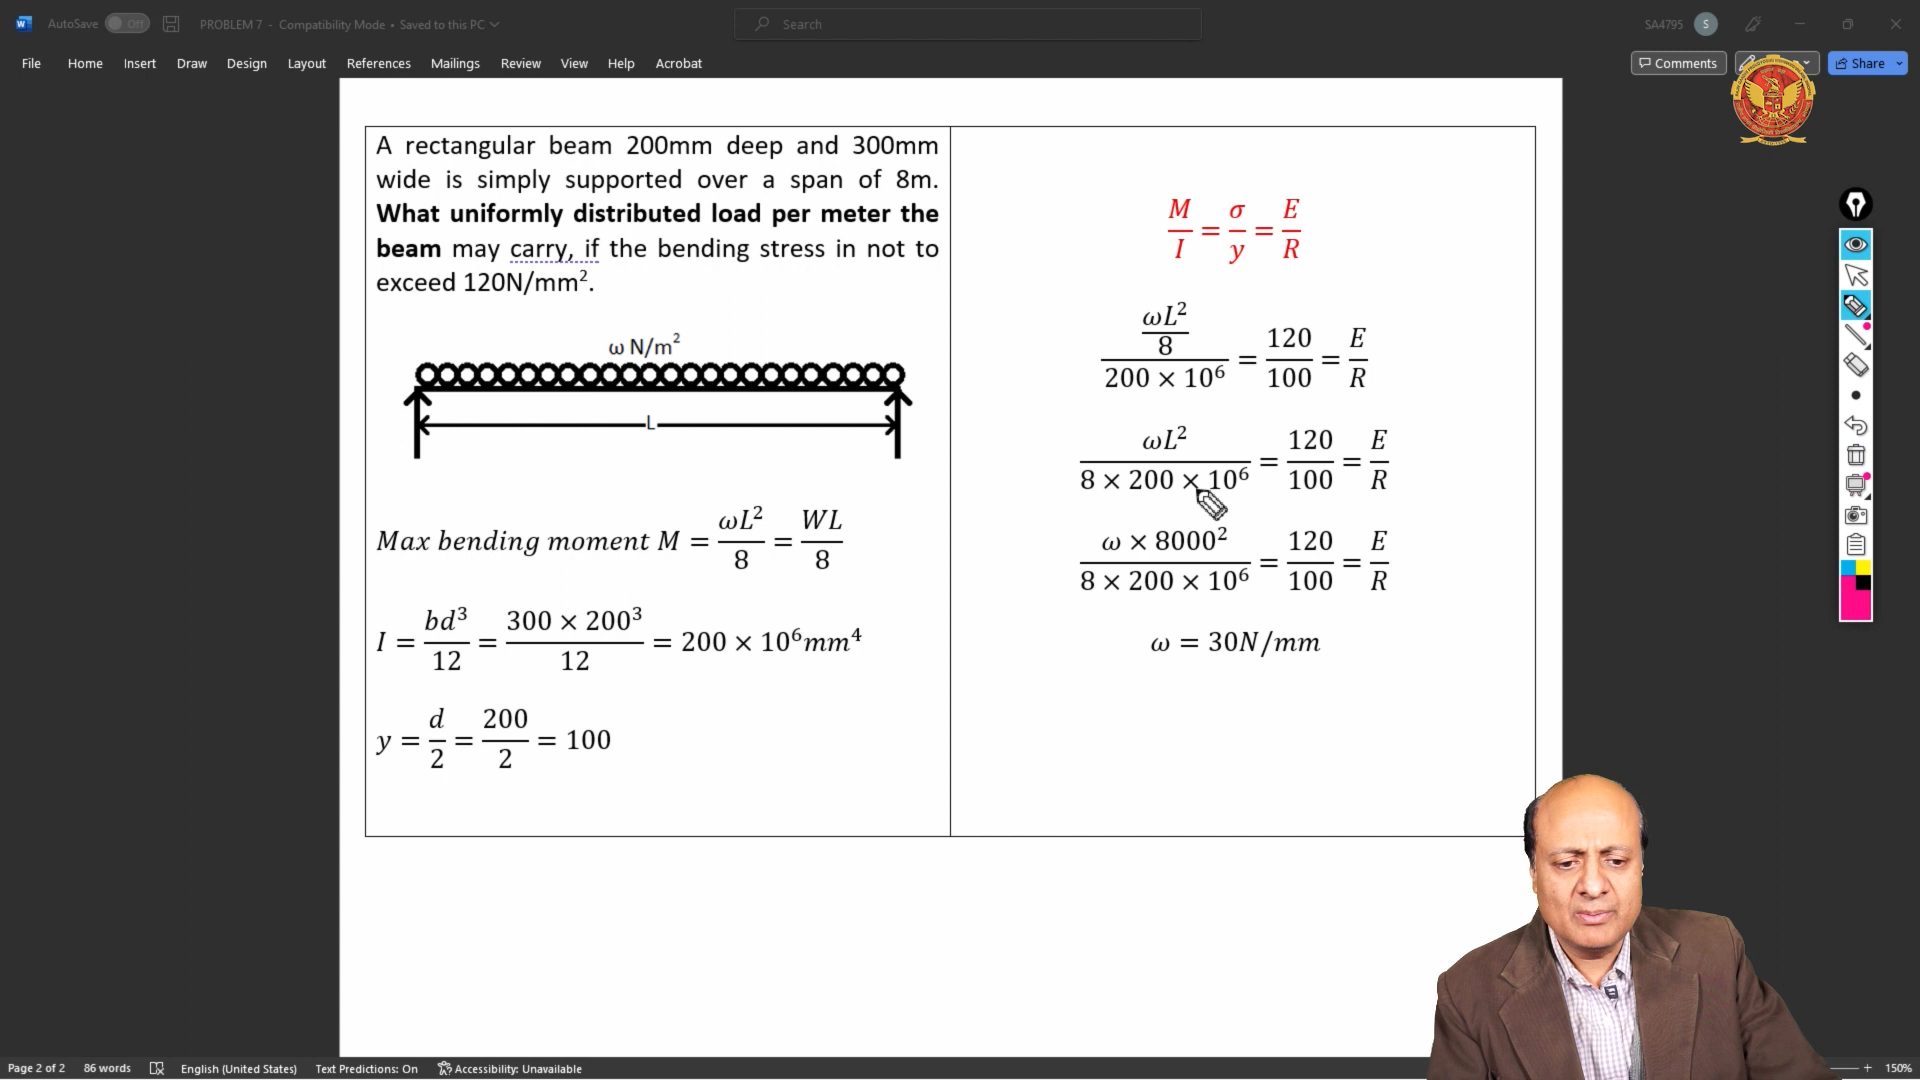 AutoSave Off PROBLEM 7 - Compatibility Mode • Saved to this PC Search SA4795 S
File Home Insert Draw Design Layout References Mailings Review View Help Acrobat Comments Share
A rectangular beam 200mm deep and 300mm
wide is simply supported over a span of 8m.
What uniformly distributed load per meter the
beam may carry, if the bending stress in not to
exceed 120N/mm².
ω N/m²
L
Max bending moment M = ωL²/8 = WL/8
I = bd³/12 = 300 × 200³/12 = 200 × 10⁶mm⁴
y = d/2 = 200/2 = 100
M/I = σ/y = E/R
(ωL²/8)/(200 × 10⁶) = 120/100 = E/R
ωL²/(8 × 200 × 10⁶) = 120/100 = E/R
ω × 8000²/(8 × 200 × 10⁶) = 120/100 = E/R
ω = 30N/mm
Page 2 of 2 86 words English (United States) Text Predictions: On Accessibility: Unavailable 150%